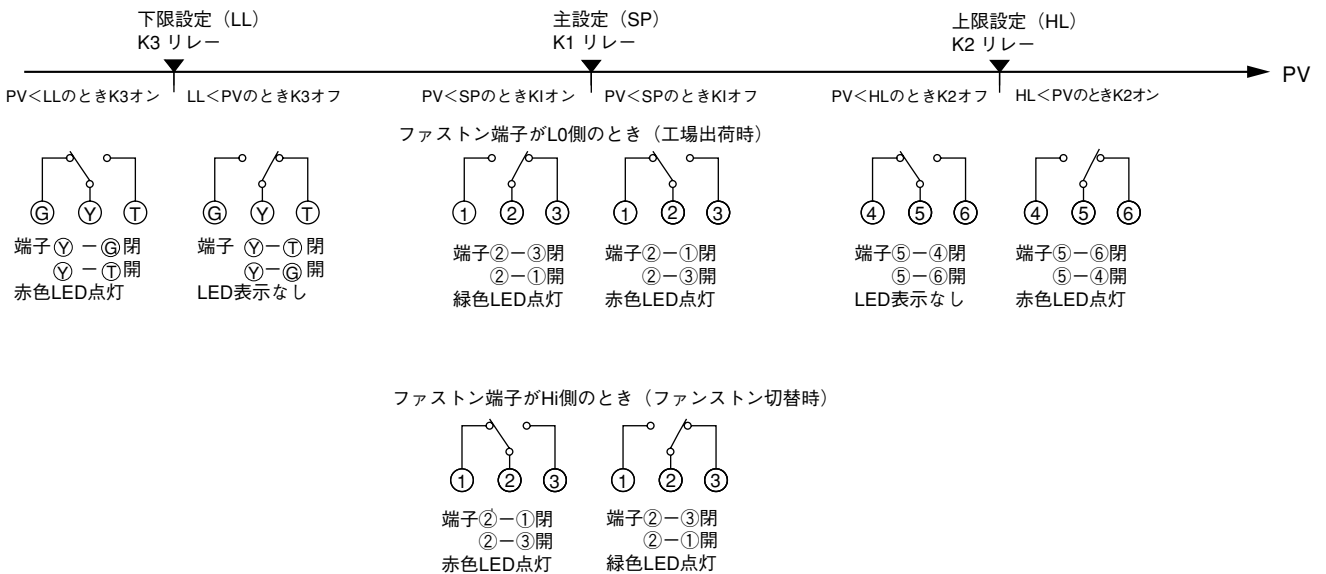 下限設定（LL）
K3 リレー
主設定（SP）
K1 リレー
上限設定（HL）
K2 リレー
PV
PV＜LLのときK3オン
LL＜PVのときK3オフ
PV＜SPのときKIオン
PV＜SPのときKIオフ
PV＜HLのときK2オフ
HL＜PVのときK2オン
ファストン端子がL0側のとき（工場出荷時）
Ⓖ Ⓨ Ⓣ
Ⓖ Ⓨ Ⓣ
① ② ③
① ② ③
④ ⑤ ⑥
④ ⑤ ⑥
端子Ⓨ－Ⓖ閉
Ⓨ－Ⓣ開
赤色LED点灯
端子 Ⓨ－Ⓣ閉
Ⓨ－Ⓖ開
LED表示なし
端子②－③閉
②－①開
緑色LED点灯
端子②－①閉
②－③開
赤色LED点灯
端子⑤－④閉
⑤－⑥開
LED表示なし
端子⑤－⑥閉
⑤－④開
赤色LED点灯
ファストン端子がHi側のとき（ファンストン切替時）
① ② ③
① ② ③
端子②－①閉
②－③開
赤色LED点灯
端子②－③閉
②－①開
緑色LED点灯